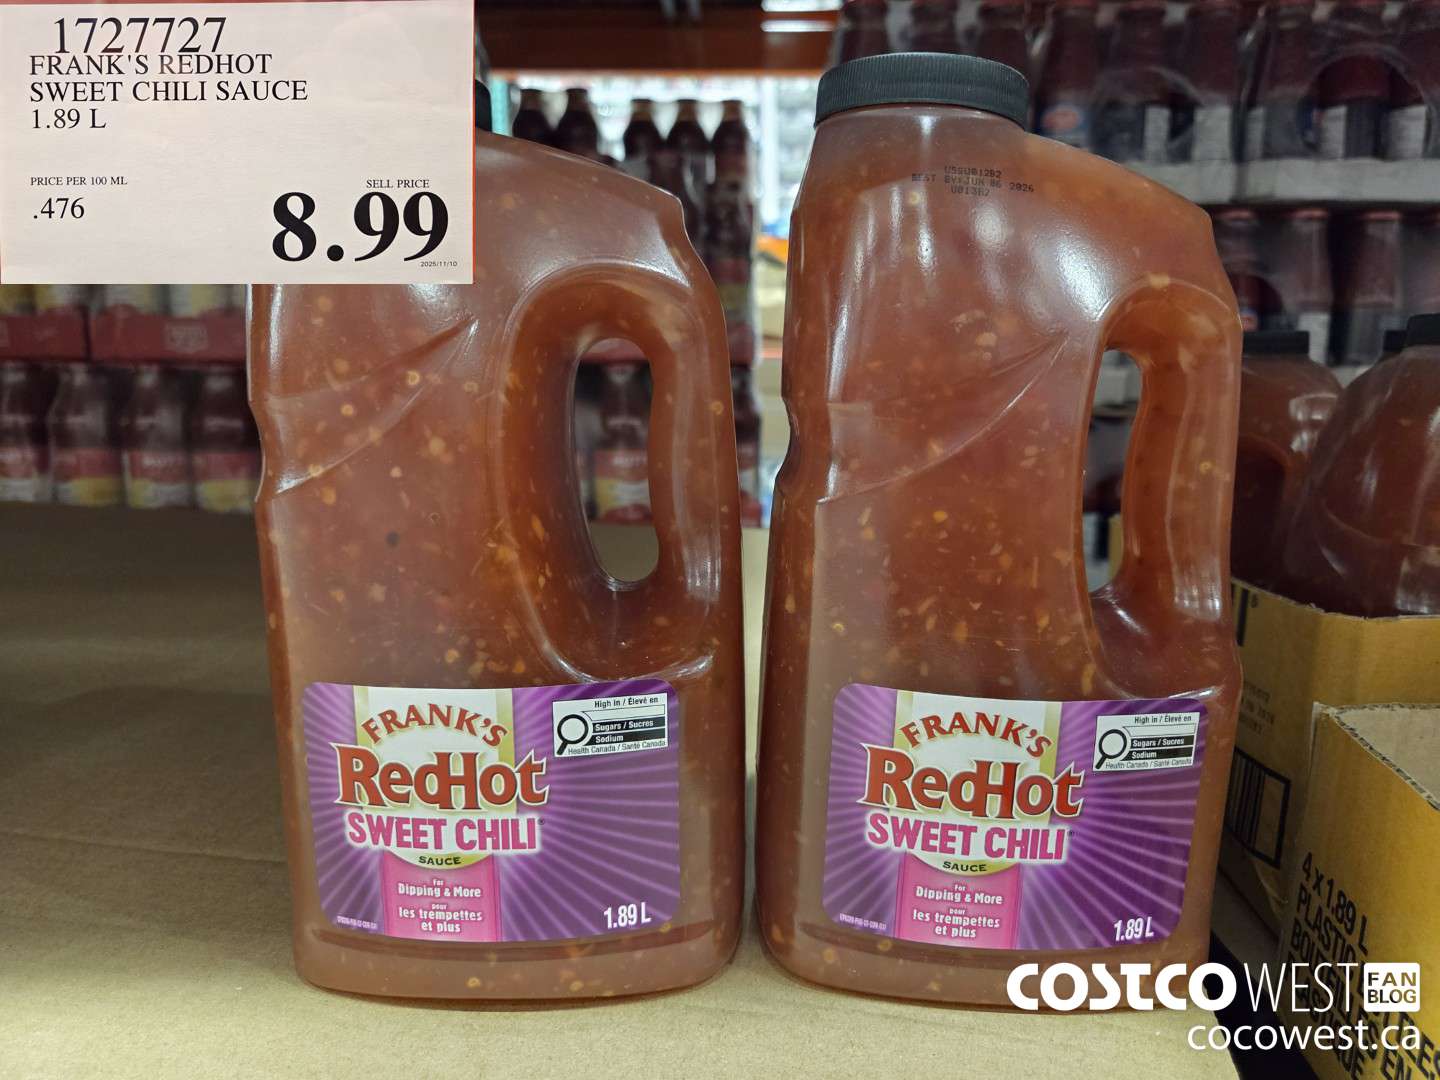 1727727
FRANK'S REDHOT
SWEET CHILI SAUCE
1.89 L
PRICE PER 100 ML
.476
SELL PRICE
8.99
2025/11/10
BEST BY: JUN 06 2026
High in / Élevé en
Sugars / Sucres
Sodium
Health Canada / Santé Canada
FRANK'S
RedHot
SWEET CHILI®
SAUCE
For
Dipping & More
pour
les trempettes
et plus
1.89 L
High in / Élevé en
Sugars / Sucres
Sodium
Health Canada / Santé Canada
FRANK'S
RedHot
SWEET CHILI®
SAUCE
For
Dipping & More
pour
les trempettes
et plus
1.89 L
4 x 1.89 L
COSTCO WEST FAN BLOG
cocowest.ca